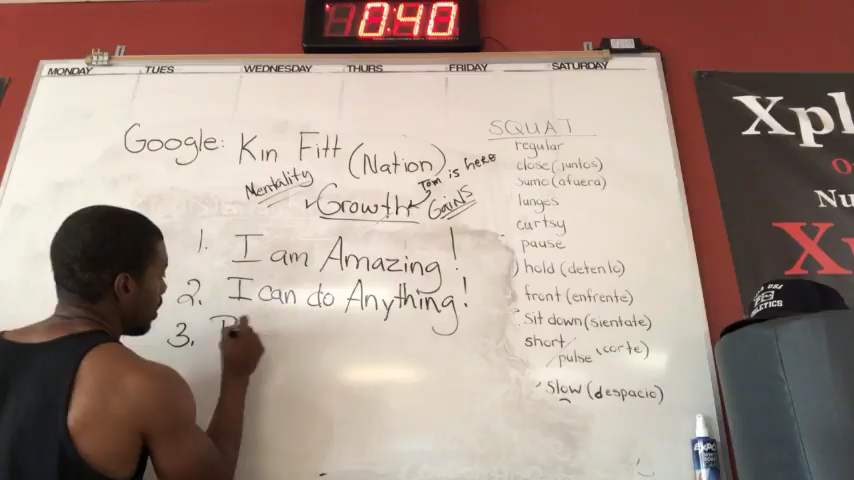 0:40
MONDAY TUES WEDNESDAY THURS FRIDAY SATURDAY
Google: Kin Fitt (Nation)
Mentality
Tom is here
Growth
GAINS
1. I am Amazing!
2. I can do Anything!
3.
SQUAT
regular
close (juntos)
sumo (afuera)
lunges
curtsy
pause
hold (detenlo)
front (enfrente)
sit down (sientate)
short/
pulse (corte)
slow (despacio)
Xpl
Nu
X
ATHLETICS
EXPO